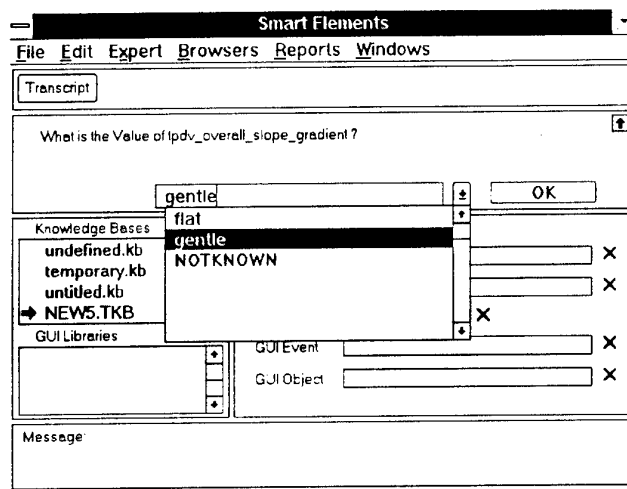 Smart Elements
File Edit Expert Browsers Reports Windows
Transcript
What is the Value of tpdv_overall_slope_gradient ?
gentle
OK
flat
gentle
NOTKNOWN
Knowledge Bases
undefined.kb
temporary.kb
untitled.kb
NEW5.TKB
GUI Libraries
GUI Event
GUI Object
Message: